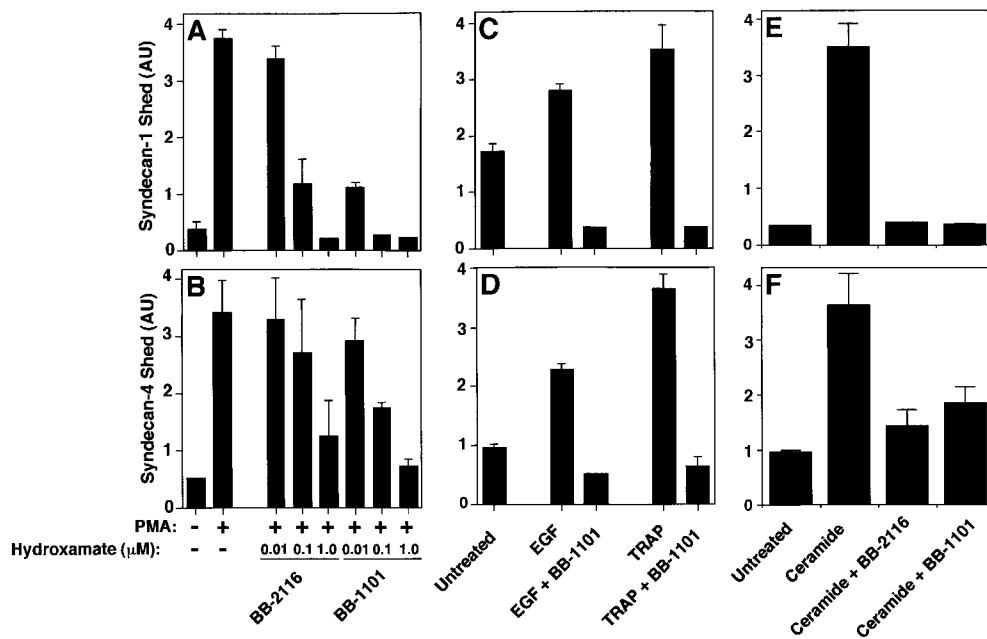 A
C
E
Syndecan-1 Shed (AU)
4
3
2
1
0
4
3
2
1
0
4
3
2
1
0
B
D
F
Syndecan-4 Shed (AU)
4
3
2
1
0
4
3
2
1
0
4
3
2
1
0
PMA: - + + + + + + +
Hydroxamate (μM): - - 0.01 0.1 1.0 0.01 0.1 1.0
BB-2116
BB-1101
Untreated
EGF
EGF + BB-1101
TRAP
TRAP + BB-1101
Untreated
Ceramide
Ceramide + BB-2116
Ceramide + BB-1101